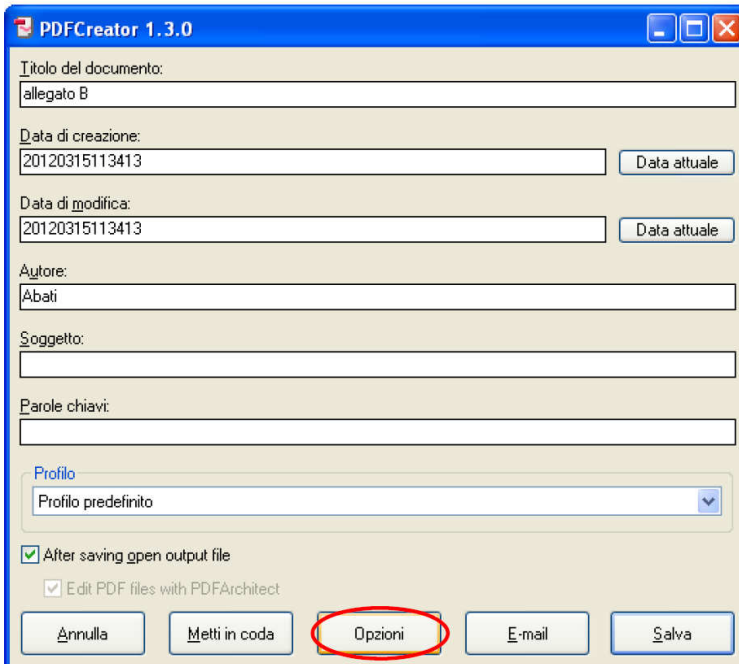 PDFCreator 1.3.0
Titolo del documento:
allegato B
Data di creazione:
20120315113413
Data attuale
Data di modifica:
20120315113413
Data attuale
Autore:
Abati
Soggetto:
Parole chiavi:
Profilo
Profilo predefinito
After saving open output file
Edit PDF files with PDFArchitect
Annulla Metti in coda Opzioni E-mail Salva